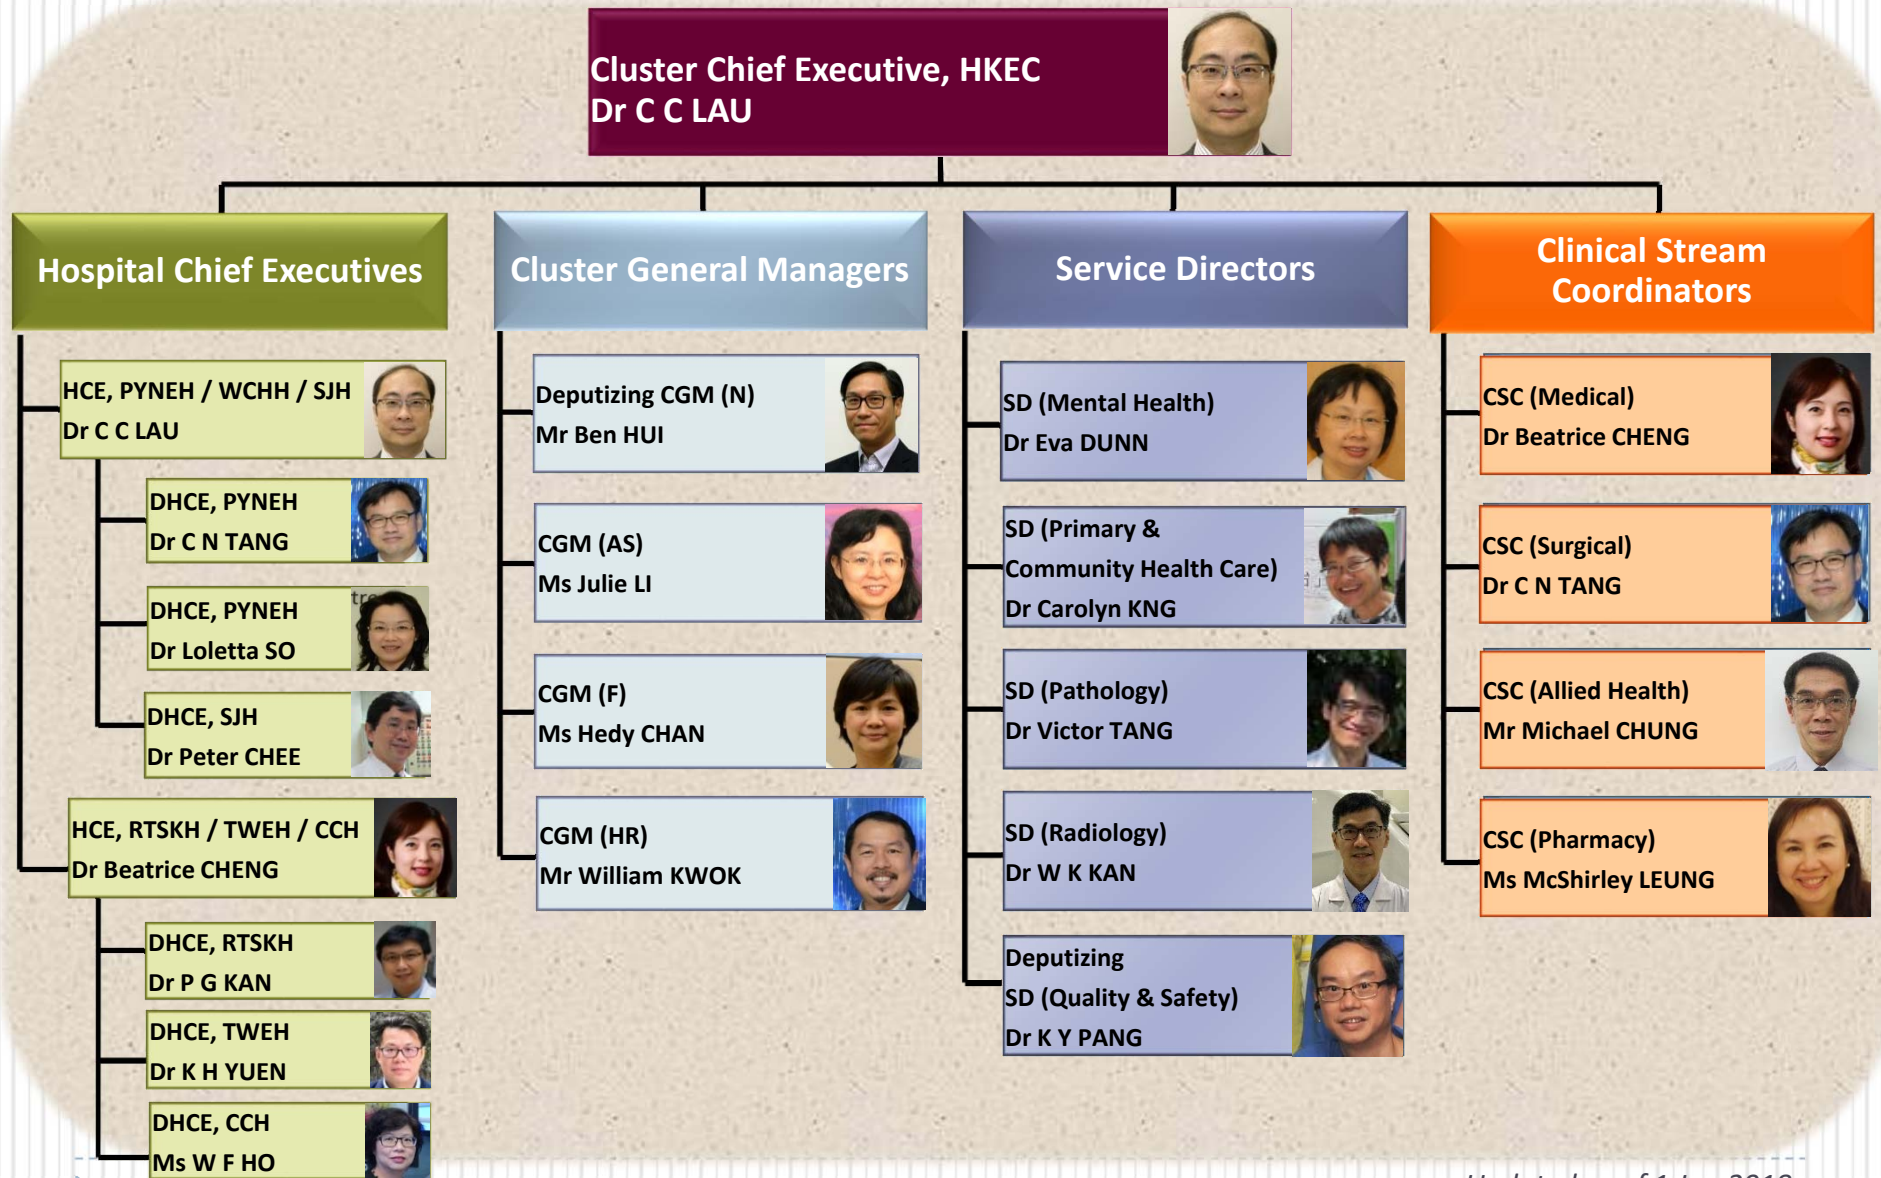 Cluster Chief Executive, HKEC
Dr C C LAU
Hospital Chief Executives
HCE, PYNEH / WCHH / SJH
Dr C C LAU
DHCE, PYNEH
Dr C N TANG
DHCE, PYNEH
Dr Loletta SO
DHCE, SJH
Dr Peter CHEE
HCE, RTSKH / TWEH / CCH
Dr Beatrice CHENG
DHCE, RTSKH
Dr P G KAN
DHCE, TWEH
Dr K H YUEN
DHCE, CCH
Ms W F HO
Cluster General Managers
Deputizing CGM (N)
Mr Ben HUI
CGM (AS)
Ms Julie LI
CGM (F)
Ms Hedy CHAN
CGM (HR)
Mr William KWOK
Service Directors
SD (Mental Health)
Dr Eva DUNN
SD (Primary &
Community Health Care)
Dr Carolyn KNG
SD (Pathology)
Dr Victor TANG
SD (Radiology)
Dr W K KAN
Deputizing
SD (Quality & Safety)
Dr K Y PANG
Clinical Stream
Coordinators
CSC (Medical)
Dr Beatrice CHENG
CSC (Surgical)
Dr C N TANG
CSC (Allied Health)
Mr Michael CHUNG
CSC (Pharmacy)
Ms McShirley LEUNG